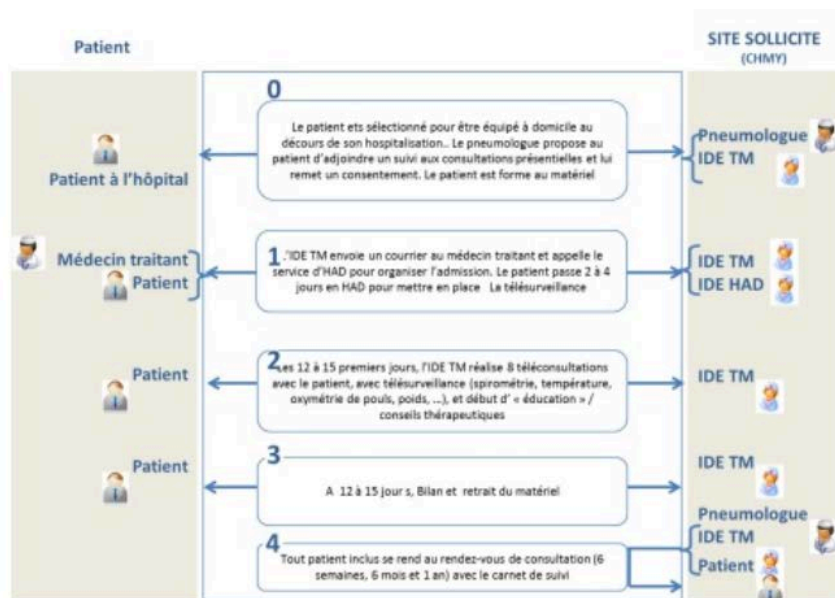 Patient
SITE SOLLICITE
(CHMY)
0
Le patient ets sélectionné pour être équipé à domicile au
décours de son hospitalisation.. Le pneumologue propose au
patient d'adjoindre un suivi aux consultations présentielles et lui
remet un consentement. Le patient est forme au matériel
Patient à l'hôpital
Pneumologue
IDE TM
1
.'IDE TM envoie un courrier au médecin traitant et appelle le
service d'HAD pour organiser l'admission. Le patient passe 2 à 4
jours en HAD pour mettre en place La télésurveillance
Médecin traitant
Patient
IDE TM
IDE HAD
2
Les 12 à 15 premiers jours, l'IDE TM réalise 8 téléconsultations
avec le patient, avec télésurveillance (spirométrie, température,
oxymétrie de pouls, poids, ...), et début d' « éducation » /
conseils thérapeutiques
Patient
IDE TM
3
A 12 à 15 jour s, Bilan et retrait du matériel
Patient
IDE TM
4
Tout patient inclus se rend au rendez-vous de consultation (6
semaines, 6 mois et 1 an) avec le carnet de suivi
Pneumologue
IDE TM
Patient